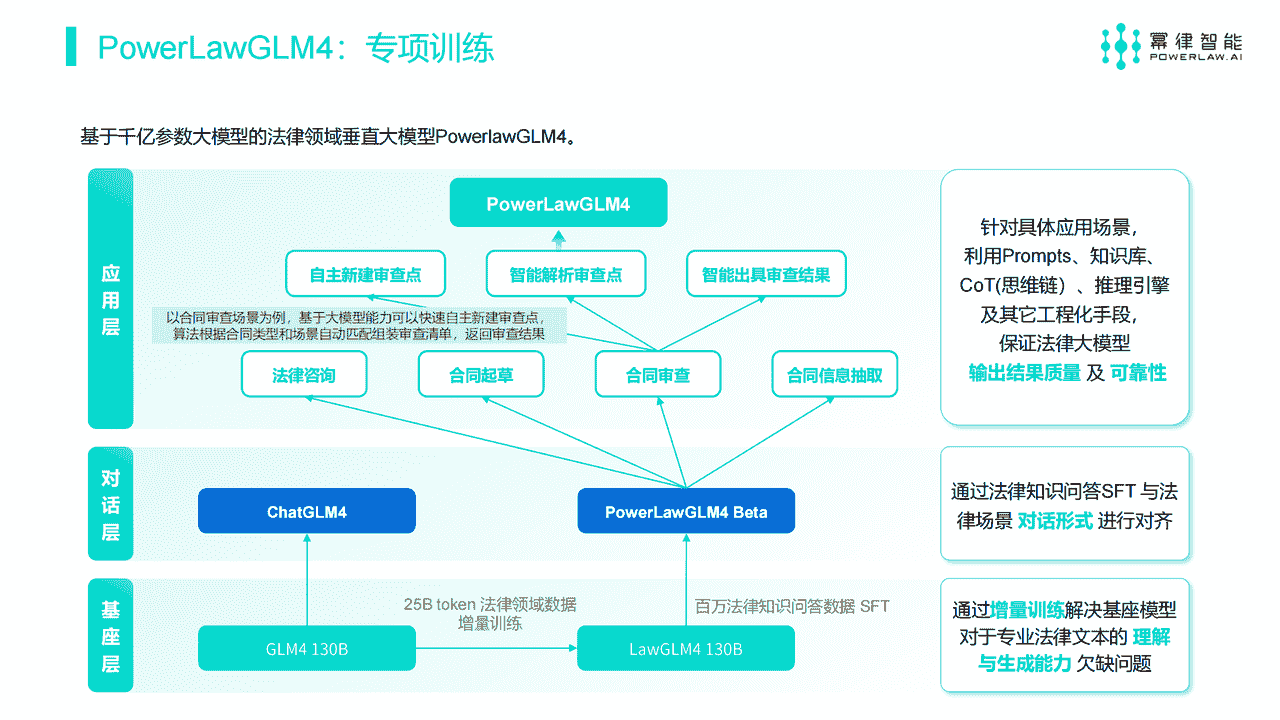 PowerLawGLM4：专项训练
幂律智能
POWERLAW.AI
基于千亿参数大模型的法律领域垂直大模型PowerlawGLM4。
应
用
层
PowerLawGLM4
自主新建审查点
智能解析审查点
智能出具审查结果
以合同审查场景为例，基于大模型能力可以快速自主新建审查点，
算法根据合同类型和场景自动匹配组装审查清单，返回审查结果
法律咨询
合同起草
合同审查
合同信息抽取
针对具体应用场景，
利用Prompts、知识库、
CoT(思维链）、推理引擎
及其它工程化手段，
保证法律大模型
输出结果质量 及 可靠性
对
话
层
ChatGLM4
PowerLawGLM4 Beta
通过法律知识问答SFT 与法
律场景 对话形式 进行对齐
基
座
层
25B token 法律领域数据
增量训练
百万法律知识问答数据 SFT
GLM4 130B
LawGLM4 130B
通过增量训练解决基座模型
对于专业法律文本的 理解
与生成能力 欠缺问题